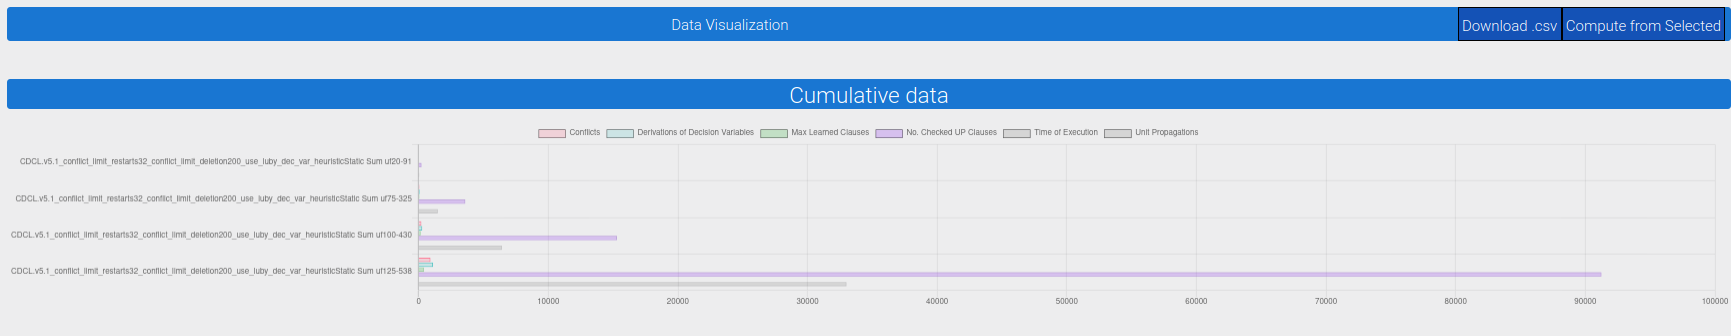 Data Visualization
Download .csv
Compute from Selected
Cumulative data
Conflicts
Derivations of Decision Variables
Max Learned Clauses
No. Checked UP Clauses
Time of Execution
Unit Propagations
CDCL.v5.1_conflict_limit_restarts32_conflict_limit_deletion200_use_luby_dec_var_heuristicStatic Sum uf20-91
CDCL.v5.1_conflict_limit_restarts32_conflict_limit_deletion200_use_luby_dec_var_heuristicStatic Sum uf75-325
CDCL.v5.1_conflict_limit_restarts32_conflict_limit_deletion200_use_luby_dec_var_heuristicStatic Sum uf100-430
CDCL.v5.1_conflict_limit_restarts32_conflict_limit_deletion200_use_luby_dec_var_heuristicStatic Sum uf125-538
0 10000 20000 30000 40000 50000 60000 70000 80000 90000 100000